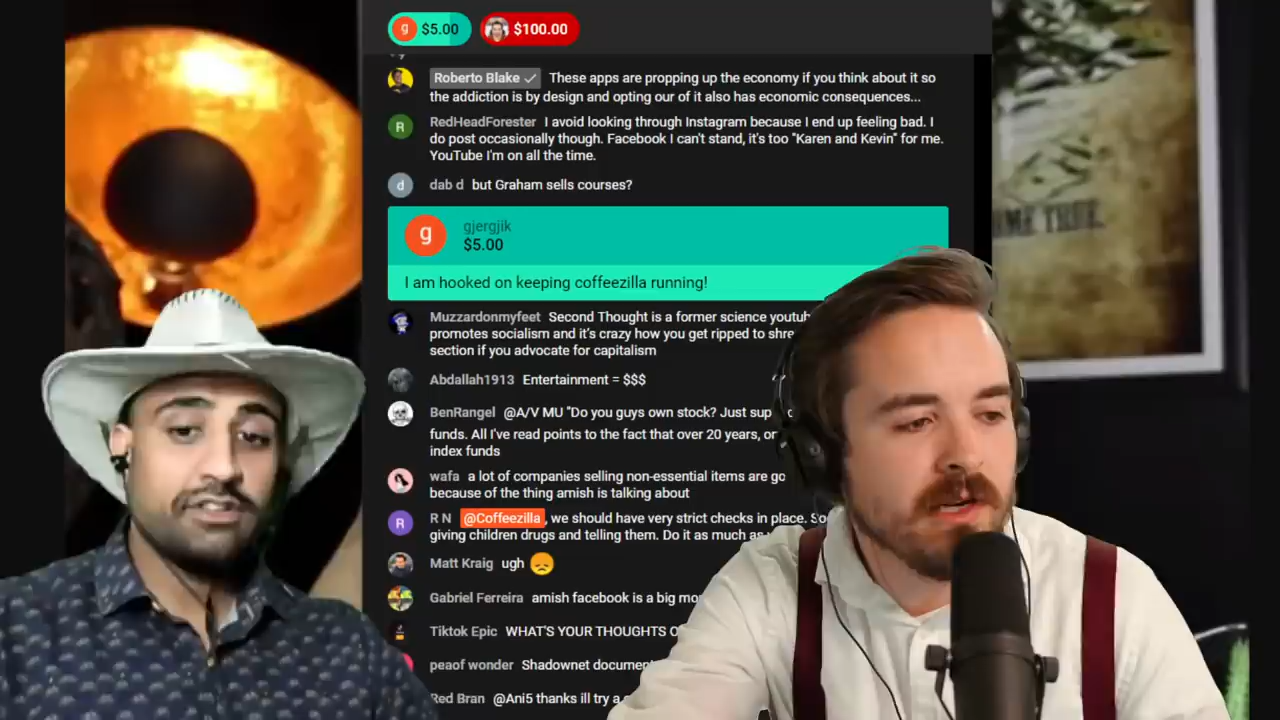 g $5.00 $100.00
Roberto Blake These apps are propping up the economy if you think about it so
the addiction is by design and opting our of it also has economic consequences...
R RedHeadForester I avoid looking through Instagram because I end up feeling bad. I
do post occasionally though. Facebook I can't stand, it's too "Karen and Kevin" for me.
YouTube I'm on all the time.
d dab d but Graham sells courses?
g gjergjik
$5.00
I am hooked on keeping coffeezilla running!
Muzzardonmyfeet Second Thought is a former science
promotes socialism and it's crazy how you get ripped to
section if you advocate for capitalism
Abdallah1913 Entertainment = $$$
BenRangel @A/V MU "Do you guys own stock? Just
funds. All I've read points to the fact that over 20 years,
index funds
wafa a lot of companies selling non-essential items are
because of the thing amish is talking about
R R N @Coffeezilla, we should have very strict checks in place.
giving children drugs and telling them. Do it as much as
Matt Kraig ugh 😞
Gabriel Ferreira amish facebook is a big
Tiktok Epic WHAT'S YOUR THOUGHTS
peaof wonder Shadownet
Red Bran @Ani5 thanks ill try a
TRUE.